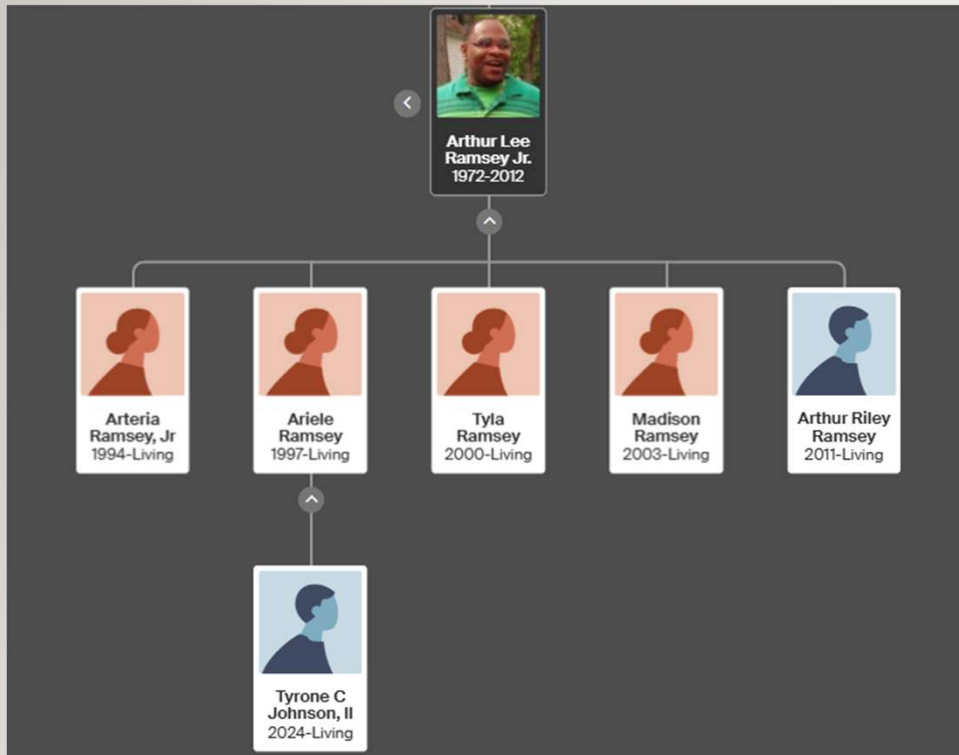 Arthur Lee
Ramsey Jr.
1972-2012
Arteria
Ramsey, Jr
1994-Living
Ariele
Ramsey
1997-Living
Tyla
Ramsey
2000-Living
Madison
Ramsey
2003-Living
Arthur Riley
Ramsey
2011-Living
Tyrone C
Johnson, II
2024-Living